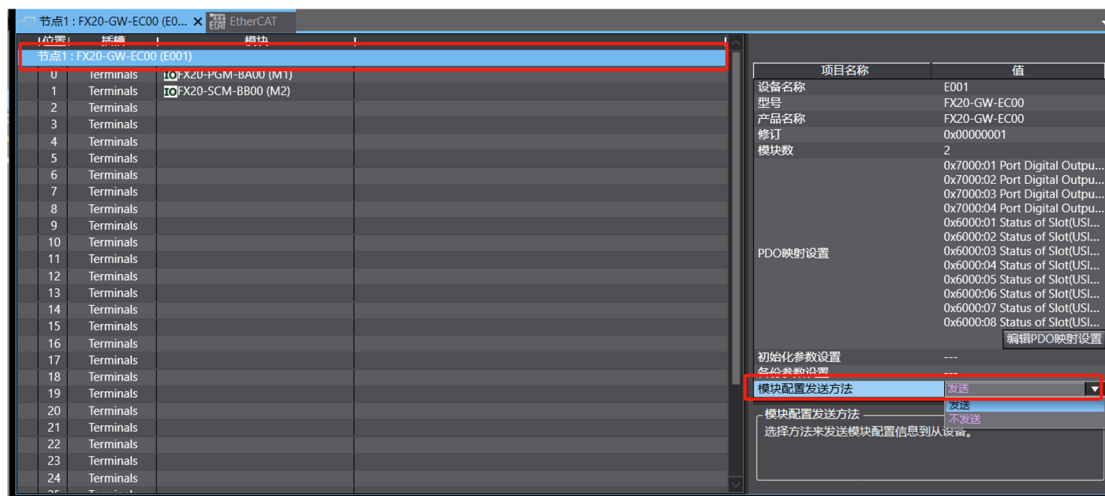 节点1 : FX20-GW-EC00 (E0... × EtherCAT
位置 插槽 模块
节点1 : FX20-GW-EC00 (E001)
0 Terminals IO FX20-PGM-BA00 (M1)
1 Terminals IO FX20-SCM-BB00 (M2)
2 Terminals
3 Terminals
4 Terminals
5 Terminals
6 Terminals
7 Terminals
8 Terminals
9 Terminals
10 Terminals
11 Terminals
12 Terminals
13 Terminals
14 Terminals
15 Terminals
16 Terminals
17 Terminals
18 Terminals
19 Terminals
20 Terminals
21 Terminals
22 Terminals
23 Terminals
24 Terminals
项目名称 值
设备名称 E001
型号 FX20-GW-EC00
产品名称 FX20-GW-EC00
修订 0x00000001
模块数 2
PDO映射设置
0x7000:01 Port Digital Outpu...
0x7000:02 Port Digital Outpu...
0x7000:03 Port Digital Outpu...
0x7000:04 Port Digital Outpu...
0x6000:01 Status of Slot(USI...
0x6000:02 Status of Slot(USI...
0x6000:03 Status of Slot(USI...
0x6000:04 Status of Slot(USI...
0x6000:05 Status of Slot(USI...
0x6000:06 Status of Slot(USI...
0x6000:07 Status of Slot(USI...
0x6000:08 Status of Slot(USI...
编辑PDO映射设置
初始化参数设置 ---
备份参数设置 ---
模块配置发送方法 发送
发送
不发送
模块配置发送方法
选择方法来发送模块配置信息到从设备。